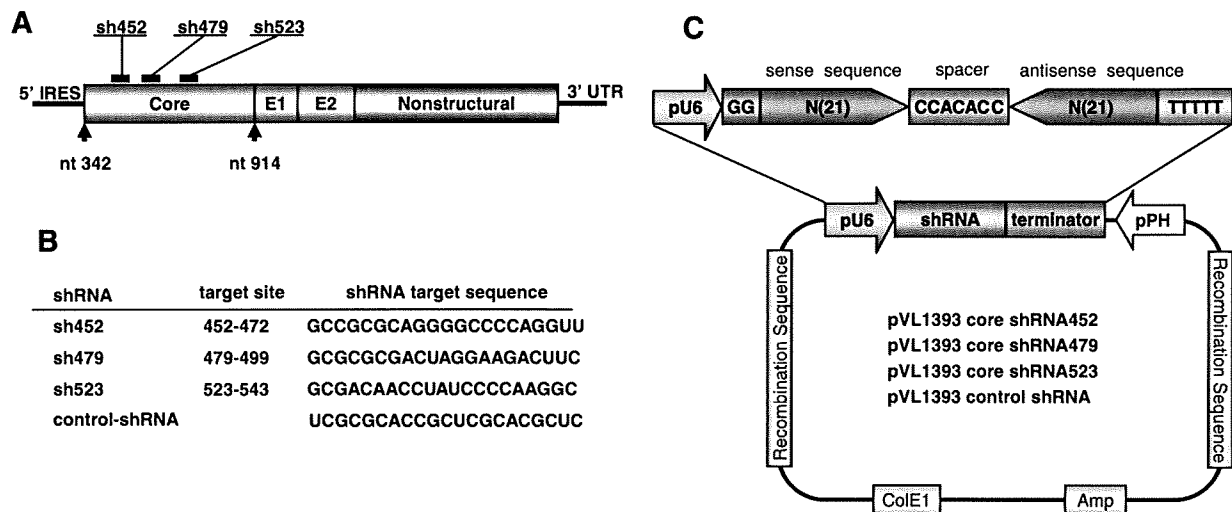 A
sh452 sh479 sh523
5' IRES Core E1 E2 Nonstructural 3' UTR
nt 342 nt 914
B
shRNA target site shRNA target sequence
sh452 452-472 GCCGCGCAGGGGCCCCAGGUU
sh479 479-499 GCGCGCGACUAGGAAGACUUC
sh523 523-543 GCGACAACCUAUCCCCAAGGC
control-shRNA UCGCGCACCGCUCGCACGCUC
C
sense sequence spacer antisense sequence
pU6 GG N(21) CCACACC N(21) TTTTT
pU6 shRNA terminator pPH
Recombination Sequence
pVL1393 core shRNA452
pVL1393 core shRNA479
pVL1393 core shRNA523
pVL1393 control shRNA
Recombination Sequence
ColE1 Amp